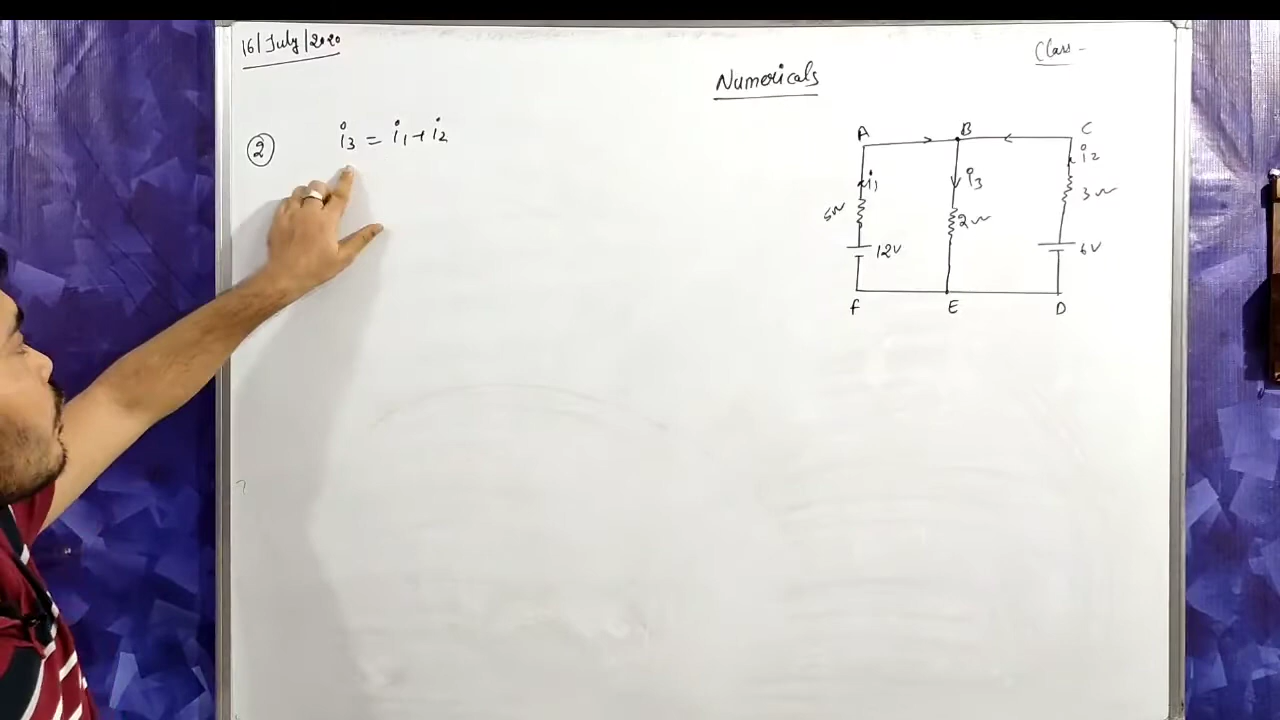 16/July/2020
Class -
Numericals
② i3 = i1 + i2
A B C
i2
i1 i3
3Ω
5Ω 2Ω
12V 6V
F E D